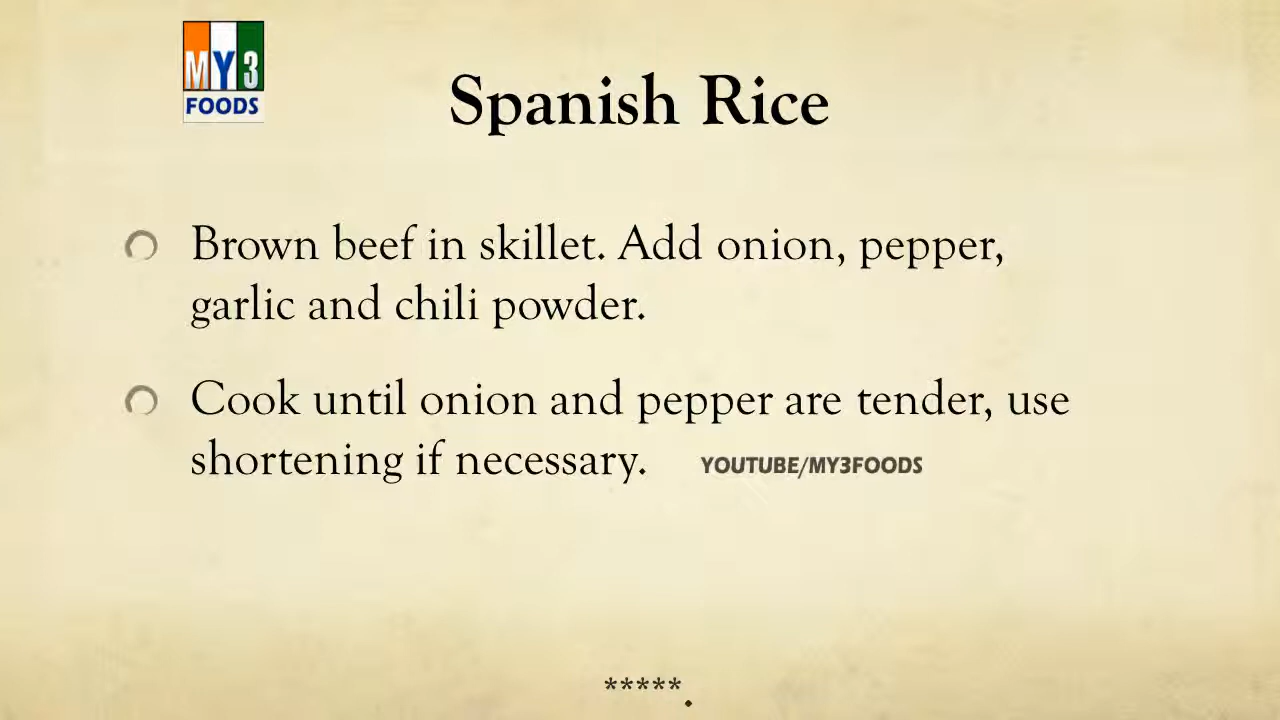 MY3
FOODS
Spanish Rice
Brown beef in skillet. Add onion, pepper,
garlic and chili powder.
Cook until onion and pepper are tender, use
shortening if necessary.
YOUTUBE/MY3FOODS
*****.